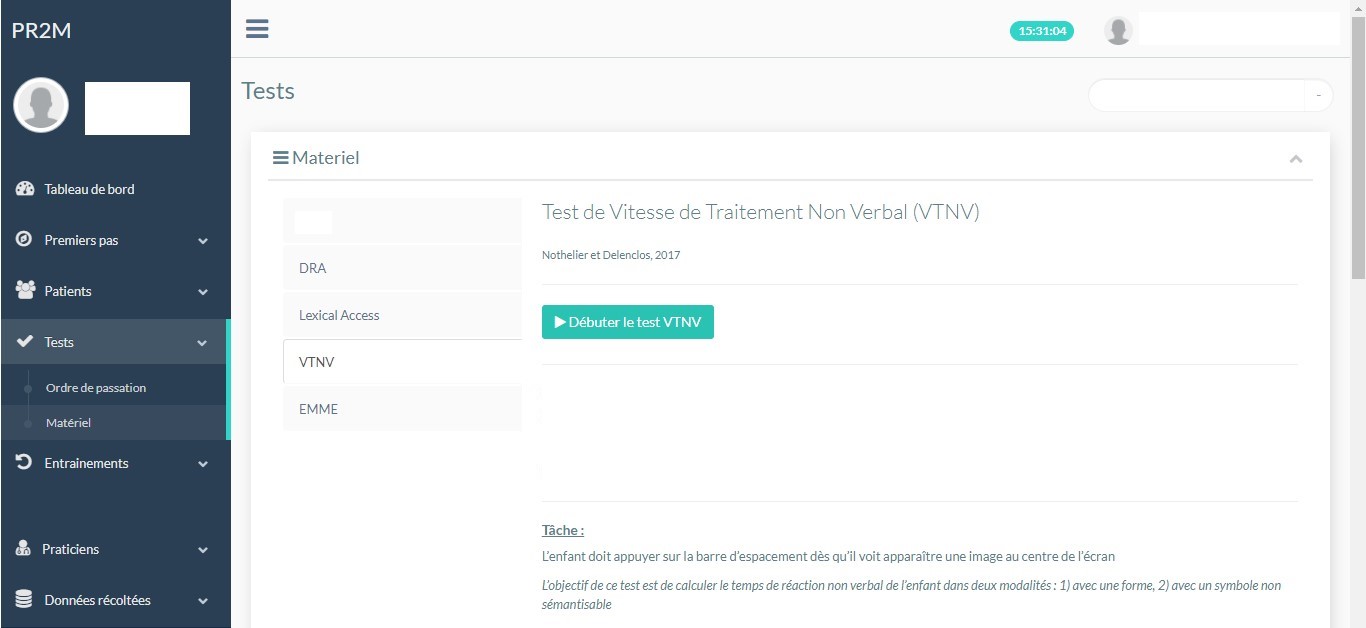 PR2M
15:31:04
Tableau de bord
Premiers pas
Patients
Tests
Ordre de passation
Matériel
Entrainements
Praticiens
Données récoltées
Tests
-
Materiel
DRA
Lexical Access
VTNV
EMME
Test de Vitesse de Traitement Non Verbal (VTNV)
Nothelier et Delenclos, 2017
Débuter le test VTNV
Tâche :
L'enfant doit appuyer sur la barre d'espacement dès qu'il voit apparaître une image au centre de l'écran
L'objectif de ce test est de calculer le temps de réaction non verbal de l'enfant dans deux modalités : 1) avec une forme, 2) avec un symbole non
sémantisable